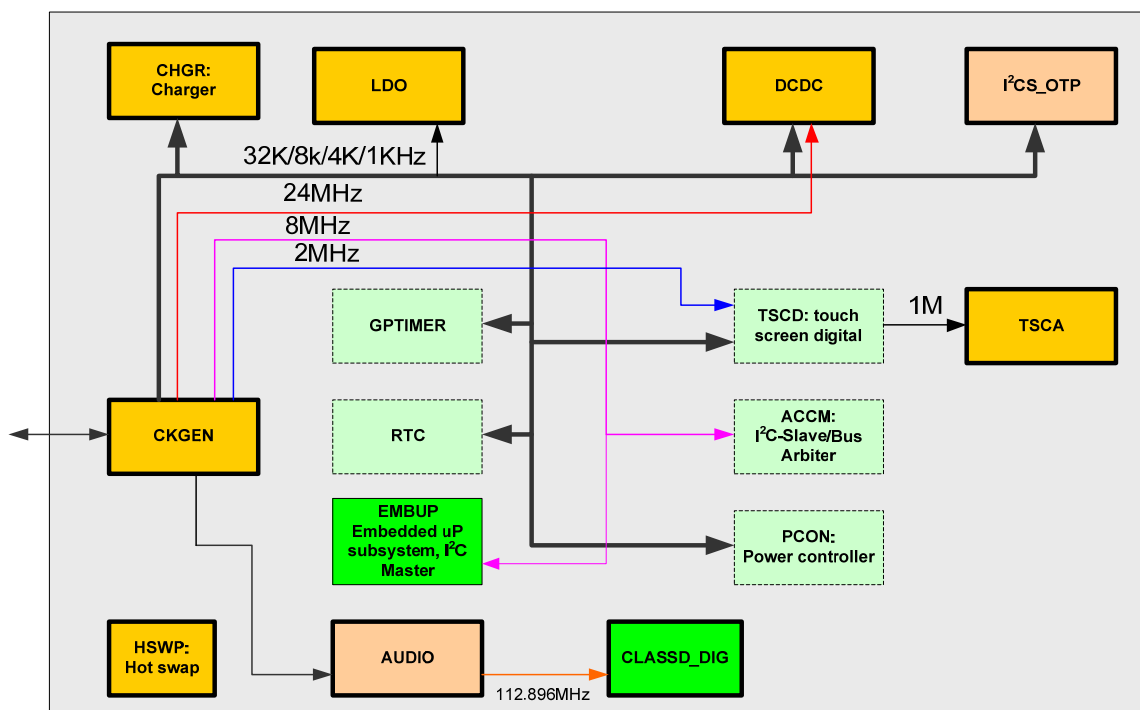 CHGR:
Charger
LDO
DCDC
I²CS_OTP
32K/8k/4K/1KHz
24MHz
8MHz
2MHz
GPTIMER
TSCD: touch
screen digital
1M
TSCA
CKGEN
RTC
ACCM:
I²C-Slave/Bus
Arbiter
EMBUP
Embedded uP
subsystem, I²C
Master
PCON:
Power controller
HSWP:
Hot swap
AUDIO
112.896MHz
CLASSD_DIG